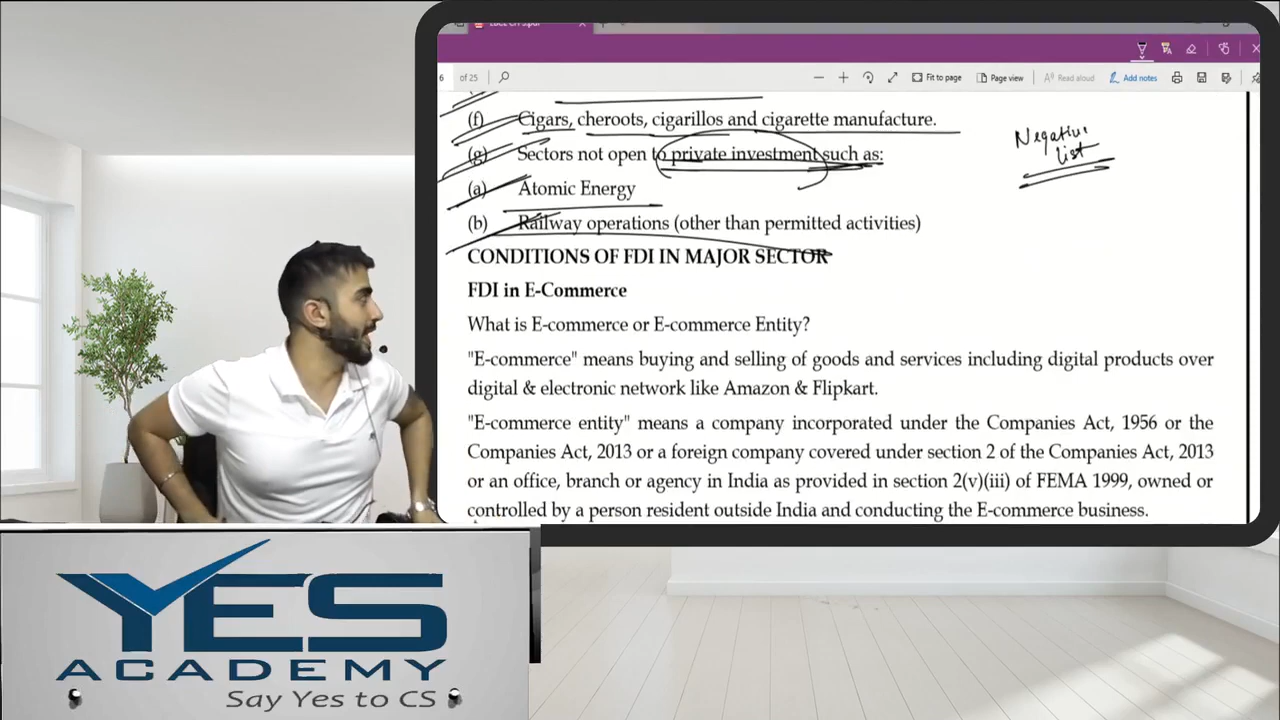 6 of 25
Fit to page
Page view
Read aloud
Add notes
(f) Cigars, cheroots, cigarillos and cigarette manufacture.
(g) Sectors not open to private investment such as:
(a) Atomic Energy
(b) Railway operations (other than permitted activities)
Negative
list
CONDITIONS OF FDI IN MAJOR SECTOR
FDI in E-Commerce
What is E-commerce or E-commerce Entity?
"E-commerce" means buying and selling of goods and services including digital products over
digital & electronic network like Amazon & Flipkart.
"E-commerce entity" means a company incorporated under the Companies Act, 1956 or the
Companies Act, 2013 or a foreign company covered under section 2 of the Companies Act, 2013
or an office, branch or agency in India as provided in section 2(v)(iii) of FEMA 1999, owned or
controlled by a person resident outside India and conducting the E-commerce business.
YES
ACADEMY
Say Yes to CS